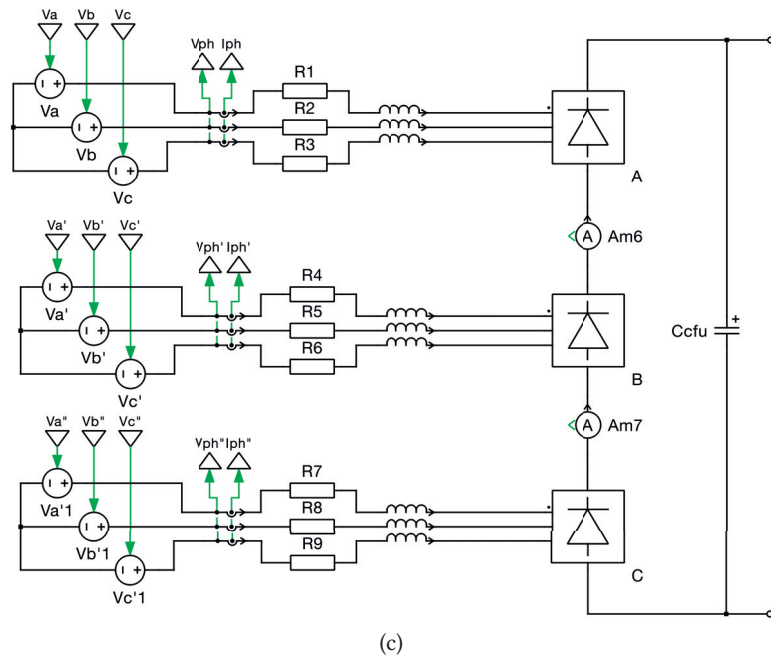 Va Vb Vc Vph Iph
Va
Vb
Vc
R1
R2
R3
A
A Am6
Va' Vb' Vc' Vph' Iph'
Va'
Vb'
Vc'
R4
R5
R6
B
Ccfu
+
A Am7
Va" Vb" Vc" Vph" Iph"
Va'1
Vb'1
Vc'1
R7
R8
R9
C
(c)